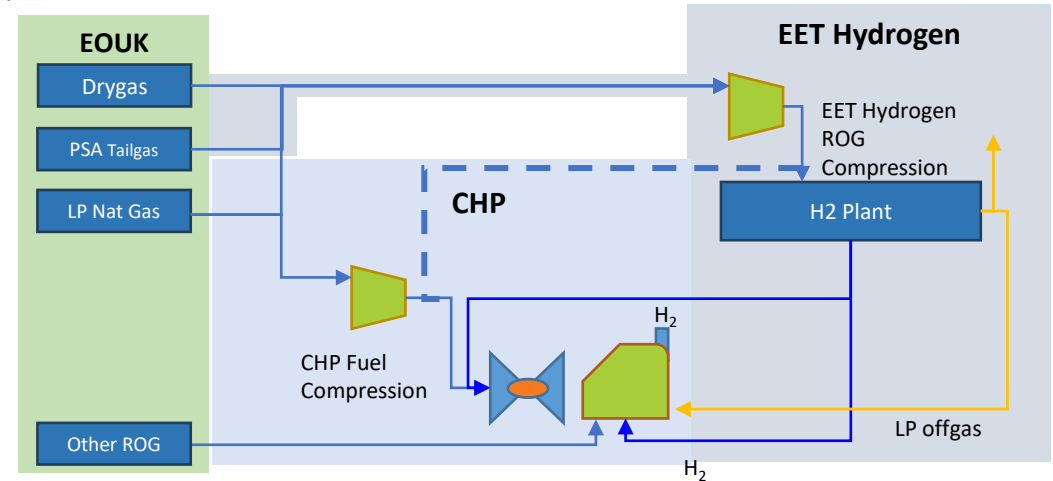 EOUK
EET Hydrogen
Drygas
PSA Tailgas
LP Nat Gas
EET Hydrogen
ROG
Compression
CHP
H2 Plant
H₂
CHP Fuel
Compression
LP offgas
Other ROG
H₂